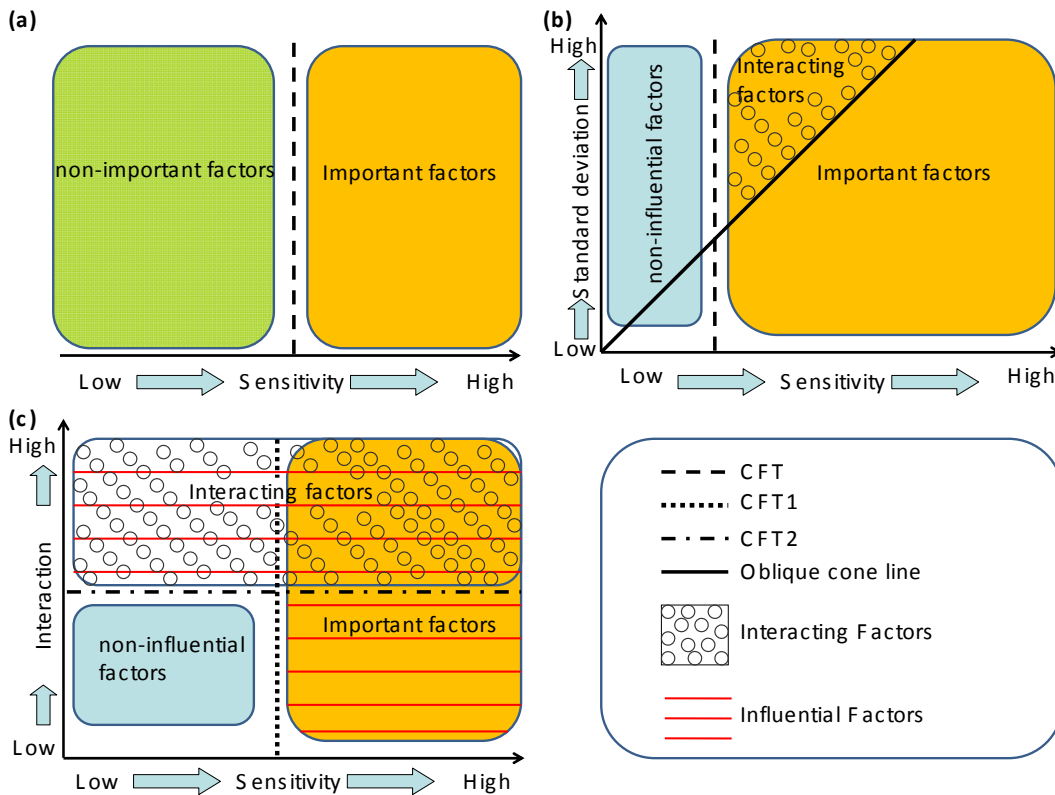 (a)
non-important factors
Important factors
Low
Sensitivity
High
(b)
High
Standard deviation
Low
non-influential factors
Interacting
factors
Important factors
Low
Sensitivity
High
(c)
High
Interaction
Low
Interacting factors
non-influential
factors
Important factors
Low
Sensitivity
High
CFT
CFT1
CFT2
Oblique cone line
Interacting Factors
Influential Factors